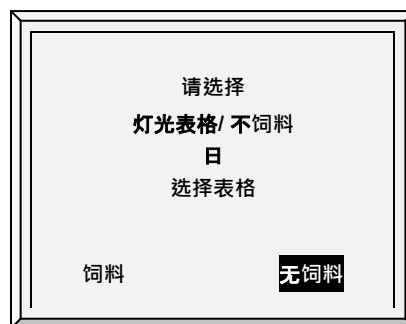 请选择
灯光表格/ 不饲料
日
选择表格
饲料 无饲料